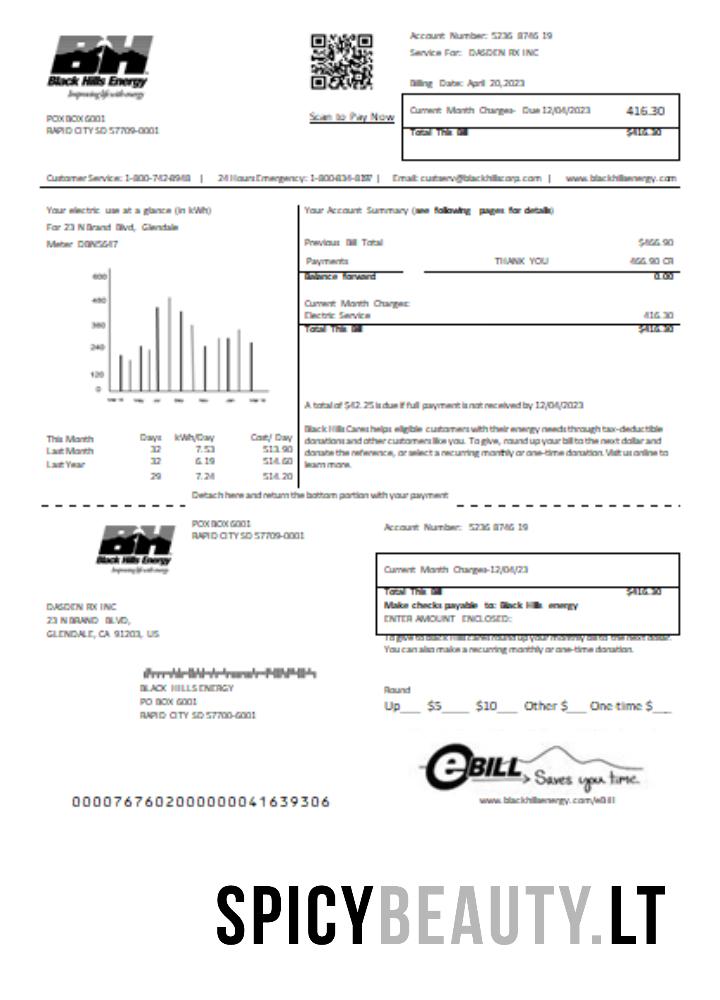 BH
Black Hills Energy
Improving life with energy
POX BOX 6001
RAPID CITY SD 57709-0001
Scan to Pay Now
Account Number: 5236 8746 19
Service For: DASDEN RX INC
Billing Date: April 20,2023
Current Month Charges- Due 12/04/2023 416.30
Total This Bill $416.30
Customer Service: 1-800-742-8948 | 24 Hours Emergency: | Email: custserv@blackhillscorp.com | www.blackhillsenergy.com
Your electric use at a glance (in kWh)
For 23 N Brand Blvd, Glendale
Meter DBN5647
600
480
360
240
120
0
This Month
Last Month
Last Year
Days kWh/Day Cost/ Day
32 7.53 $13.90
32 6.19 $14.60
29 7.24 $14.20
Your Account Summary (see following pages for details)
Previous Bill Total $466.90
Payments THANK YOU 466.90 CR
Balance forward 0.00
Current Month Charges:
Electric Service 416.30
Total This Bill $416.30
A total of $42.25 is due if full payment is not received by 12/04/2023
Black Hills Cares helps eligible customers with their energy needs through tax-deductible
donations and other customers like you. To give, round up your bill to the next dollar and
donate the reference, or select a recurring monthly or one-time donation. Visit us online to
learn more.
Detach here and return the bottom portion with your payment
BH
Black Hills Energy
Improving life with energy
POX BOX 6001
RAPID CITY SD 57709-0001
Account Number: 5236 8746 19
Current Month Charges-12/04/23
Total This Bill $416.30
Make checks payable to: Black Hills energy
ENTER AMOUNT ENCLOSED:
To give to Black Hills cares round up your monthly bill to the next dollar.
You can also make a recurring monthly or one-time donation.
DASDEN RX INC
23 N BRAND BLVD,
GLENDALE, CA 91203, US
BLACK HILLS ENERGY
PO BOX 6001
RAPID CITY SD 57700-6001
Round
Up___ $5____ $10___ Other $___ One-time $___
eBILL Saves you time.
www.blackhillsenergy.com/eBill
00007676020000000041639306
SPICYBEAUTY.LT